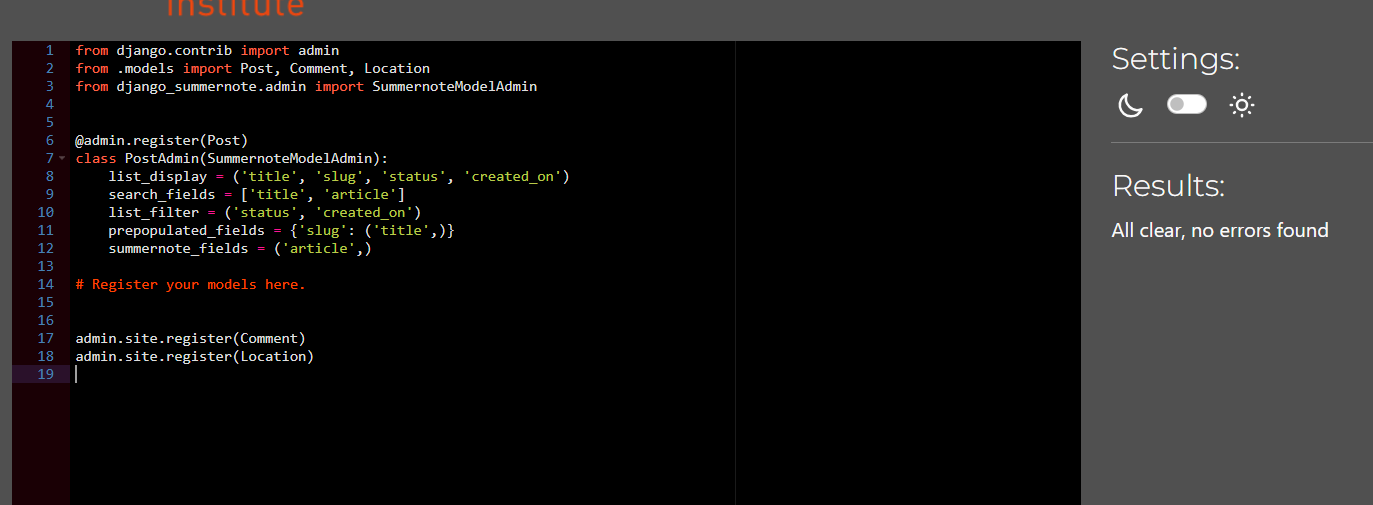 institute
1 from django.contrib import admin
2 from .models import Post, Comment, Location
3 from django_summernote.admin import SummernoteModelAdmin
4
5
6 @admin.register(Post)
7 class PostAdmin(SummernoteModelAdmin):
8     list_display = ('title', 'slug', 'status', 'created_on')
9     search_fields = ['title', 'article']
10     list_filter = ('status', 'created_on')
11     prepopulated_fields = {'slug': ('title',)}
12     summernote_fields = ('article',)
13
14 # Register your models here.
15
16
17 admin.site.register(Comment)
18 admin.site.register(Location)
19
Settings:
Results:
All clear, no errors found